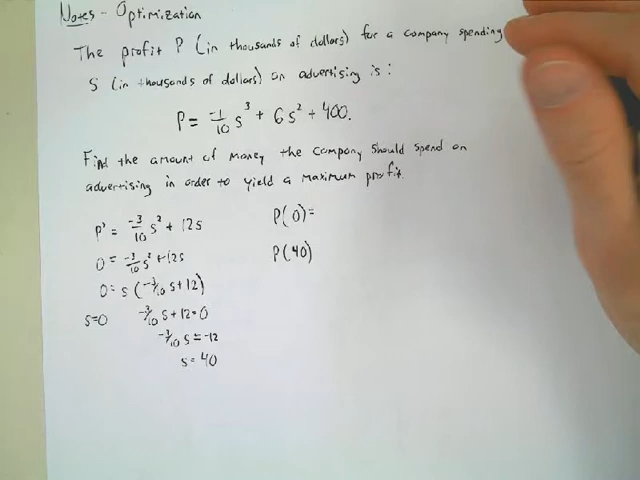 Notes - Optimization
The profit P (in thousands of dollars) for a company spending
S (in thousands of dollars) on advertising is:
P = -1/10 s³ + 6s² + 400.
Find the amount of money the company should spend on
advertising in order to yield a maximum profit.
P' = -3/10 s² + 12s
0 = -3/10 s² + 12s
0 = s (-3/10 s + 12)
s=0 -3/10 s + 12 = 0
-3/10 s = -12
s = 40
P(0) =
P(40)